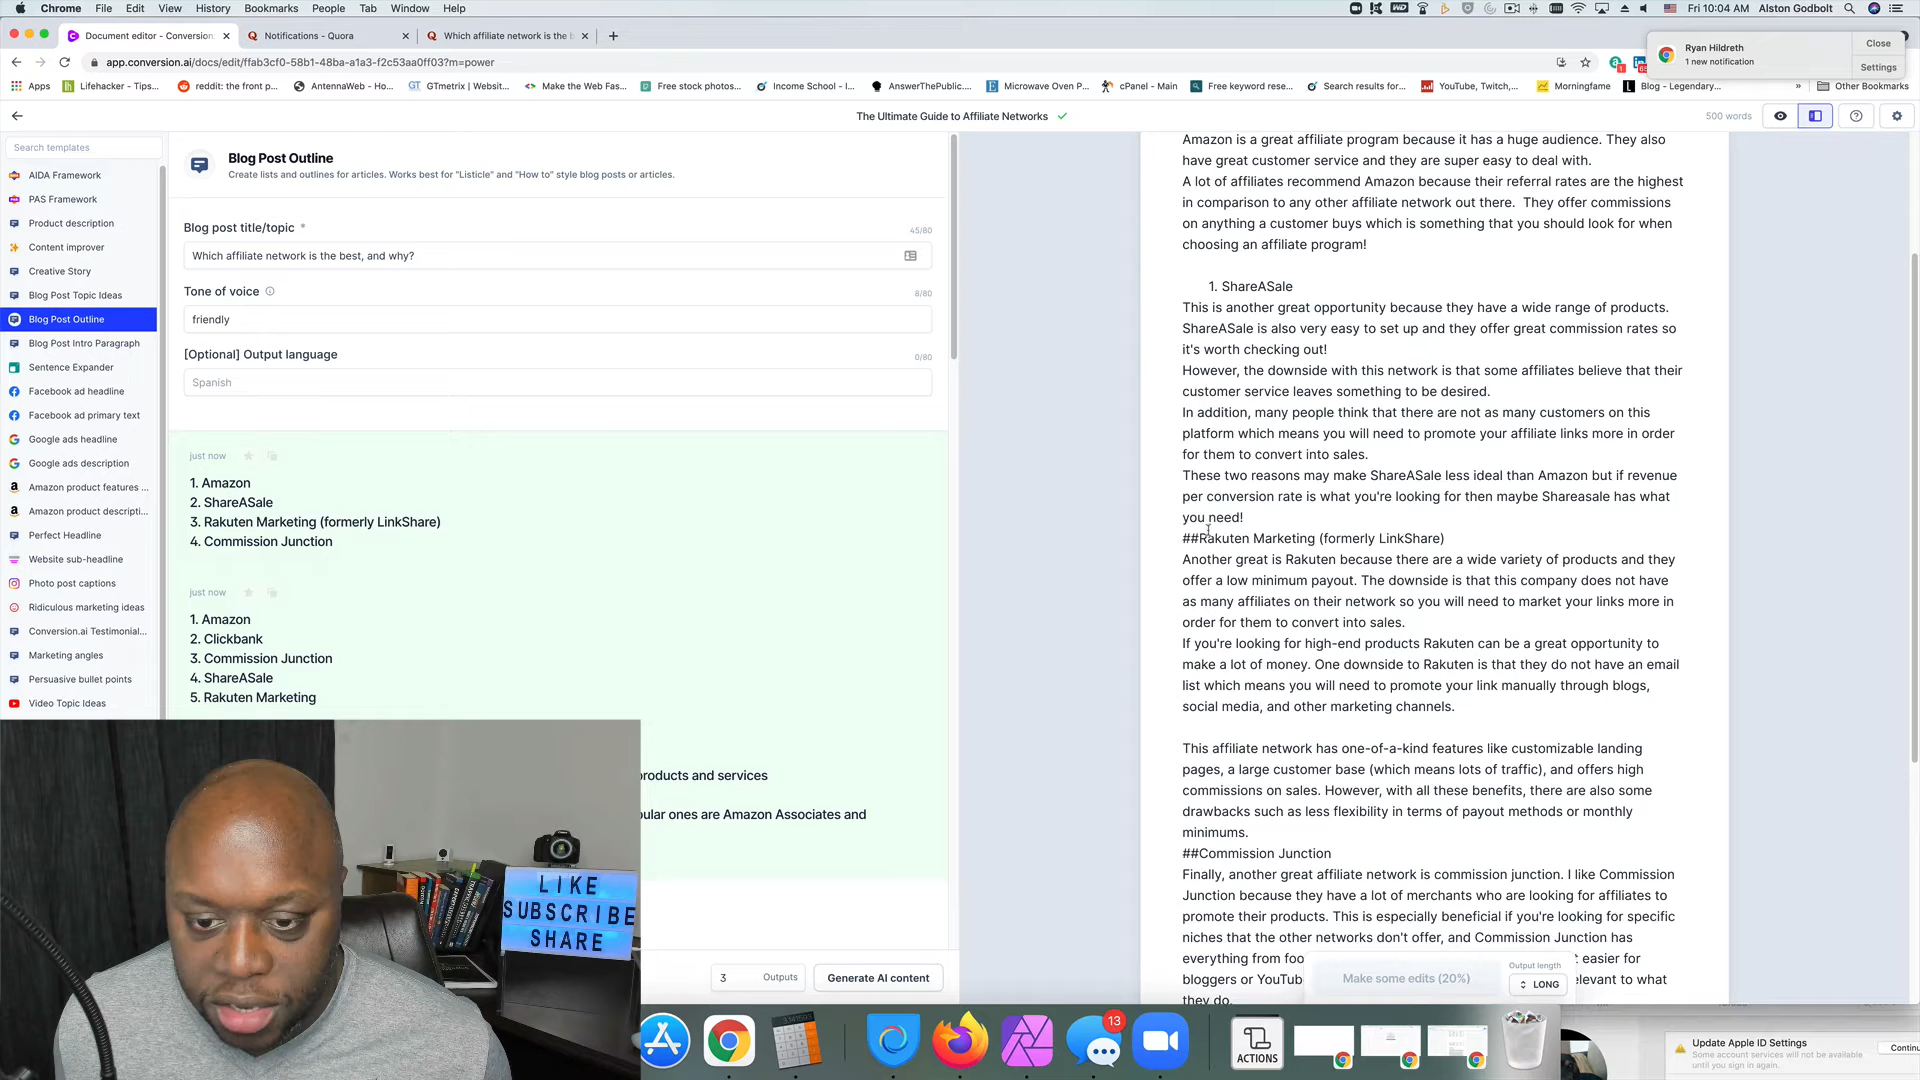 Chrome File Edit View History Bookmarks People Tab Window Help
Fri 10:04 AM Alston Godbolt
Document editor - Conversion.
Notifications - Quora
Which affiliate network is the b
app.conversion.ai/docs/edit/ffab3cf0-58b1-48ba-a1a3-f2c53aa0ff03?m=power
Ryan Hildreth
1 new notification
Close
Settings
Apps
Lifehacker - Tips...
reddit: the front p...
AntennaWeb - Ho...
GTmetrix | Websit...
Make the Web Fas...
Free stock photos...
Income School - I...
AnswerThePublic....
Microwave Oven P...
cPanel - Main
Free keyword rese...
Search results for...
YouTube, Twitch,...
Morningfame
Blog - Legendary...
»
Other Bookmarks
The Ultimate Guide to Affiliate Networks
500 words
Search templates
AIDA Framework
PAS Framework
Product description
Content improver
Creative Story
Blog Post Topic Ideas
Blog Post Outline
Blog Post Intro Paragraph
Sentence Expander
Facebook ad headline
Facebook ad primary text
Google ads headline
Google ads description
Amazon product features ...
Amazon product descripti...
Perfect Headline
Website sub-headline
Photo post captions
Ridiculous marketing ideas
Conversion.ai Testimonial...
Marketing angles
Persuasive bullet points
Video Topic Ideas
Blog Post Outline
Create lists and outlines for articles. Works best for "Listicle" and "How to" style blog posts or articles.
Blog post title/topic *
45/80
Which affiliate network is the best, and why?
Tone of voice
8/80
friendly
[Optional] Output language
0/80
Spanish
just now
1. Amazon
2. ShareASale
3. Rakuten Marketing (formerly LinkShare)
4. Commission Junction
just now
1. Amazon
2. Clickbank
3. Commission Junction
4. ShareASale
5. Rakuten Marketing
products and services
ular ones are Amazon Associates and
3 Outputs
Generate AI content
Amazon is a great affiliate program because it has a huge audience. They also
have great customer service and they are super easy to deal with.
A lot of affiliates recommend Amazon because their referral rates are the highest
in comparison to any other affiliate network out there. They offer commissions
on anything a customer buys which is something that you should look for when
choosing an affiliate program!
1. ShareASale
This is another great opportunity because they have a wide range of products.
ShareASale is also very easy to set up and they offer great commission rates so
it's worth checking out!
However, the downside with this network is that some affiliates believe that their
customer service leaves something to be desired.
In addition, many people think that there are not as many customers on this
platform which means you will need to promote your affiliate links more in order
for them to convert into sales.
These two reasons may make ShareASale less ideal than Amazon but if revenue
per conversion rate is what you're looking for then maybe Shareasale has what
you need!
##Rakuten Marketing (formerly LinkShare)
Another great is Rakuten because there are a wide variety of products and they
offer a low minimum payout. The downside is that this company does not have
as many affiliates on their network so you will need to market your links more in
order for them to convert into sales.
If you're looking for high-end products Rakuten can be a great opportunity to
make a lot of money. One downside to Rakuten is that they do not have an email
list which means you will need to promote your link manually through blogs,
social media, and other marketing channels.
This affiliate network has one-of-a-kind features like customizable landing
pages, a large customer base (which means lots of traffic), and offers high
commissions on sales. However, with all these benefits, there are also some
drawbacks such as less flexibility in terms of payout methods or monthly
minimums.
##Commission Junction
Finally, another great affiliate network is commission junction. I like Commission
Junction because they have a lot of merchants who are looking for affiliates to
promote their products. This is especially beneficial if you're looking for specific
niches that the other networks don't offer, and Commission Junction has
everything from foo t easier for
bloggers or YouTub elevant to what
they do.
Make some edits (20%)
Output length
LONG
LIKE
SUBSCRIBE
SHARE
13
ACTIONS
Update Apple ID Settings
Some account services will not be available
until you sign in again.
Continu